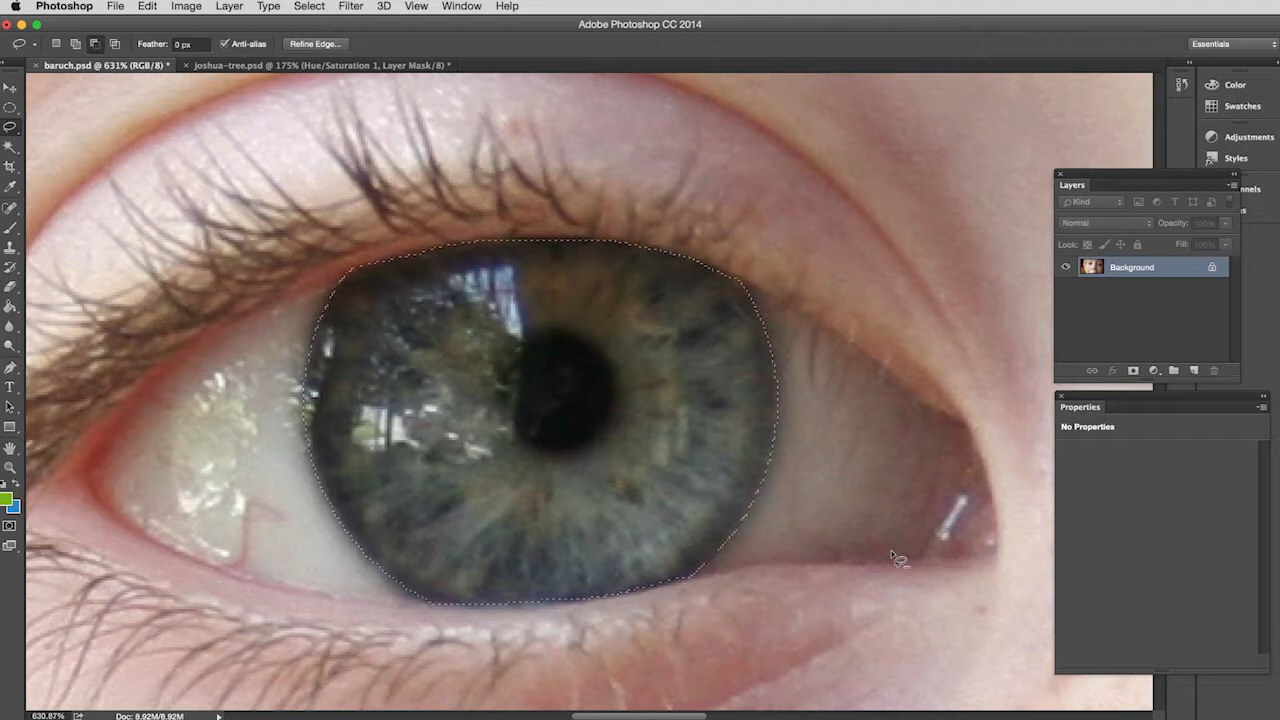 Photoshop File Edit Image Layer Type Select Filter 3D View Window Help
Adobe Photoshop CC 2014
Feather: 0 px Anti-alias Refine Edge... Essentials
× baruch.psd @ 631% (RGB/8) * × joshua-tree.psd @ 175% (Hue/Saturation 1, Layer Mask/8) *
Color
Swatches
Adjustments
Styles
nnels
Layers
Kind
Normal Opacity: 100%
Lock: Fill: 100%
Background
Properties
No Properties
630.87% Doc: 8.92M/8.92M